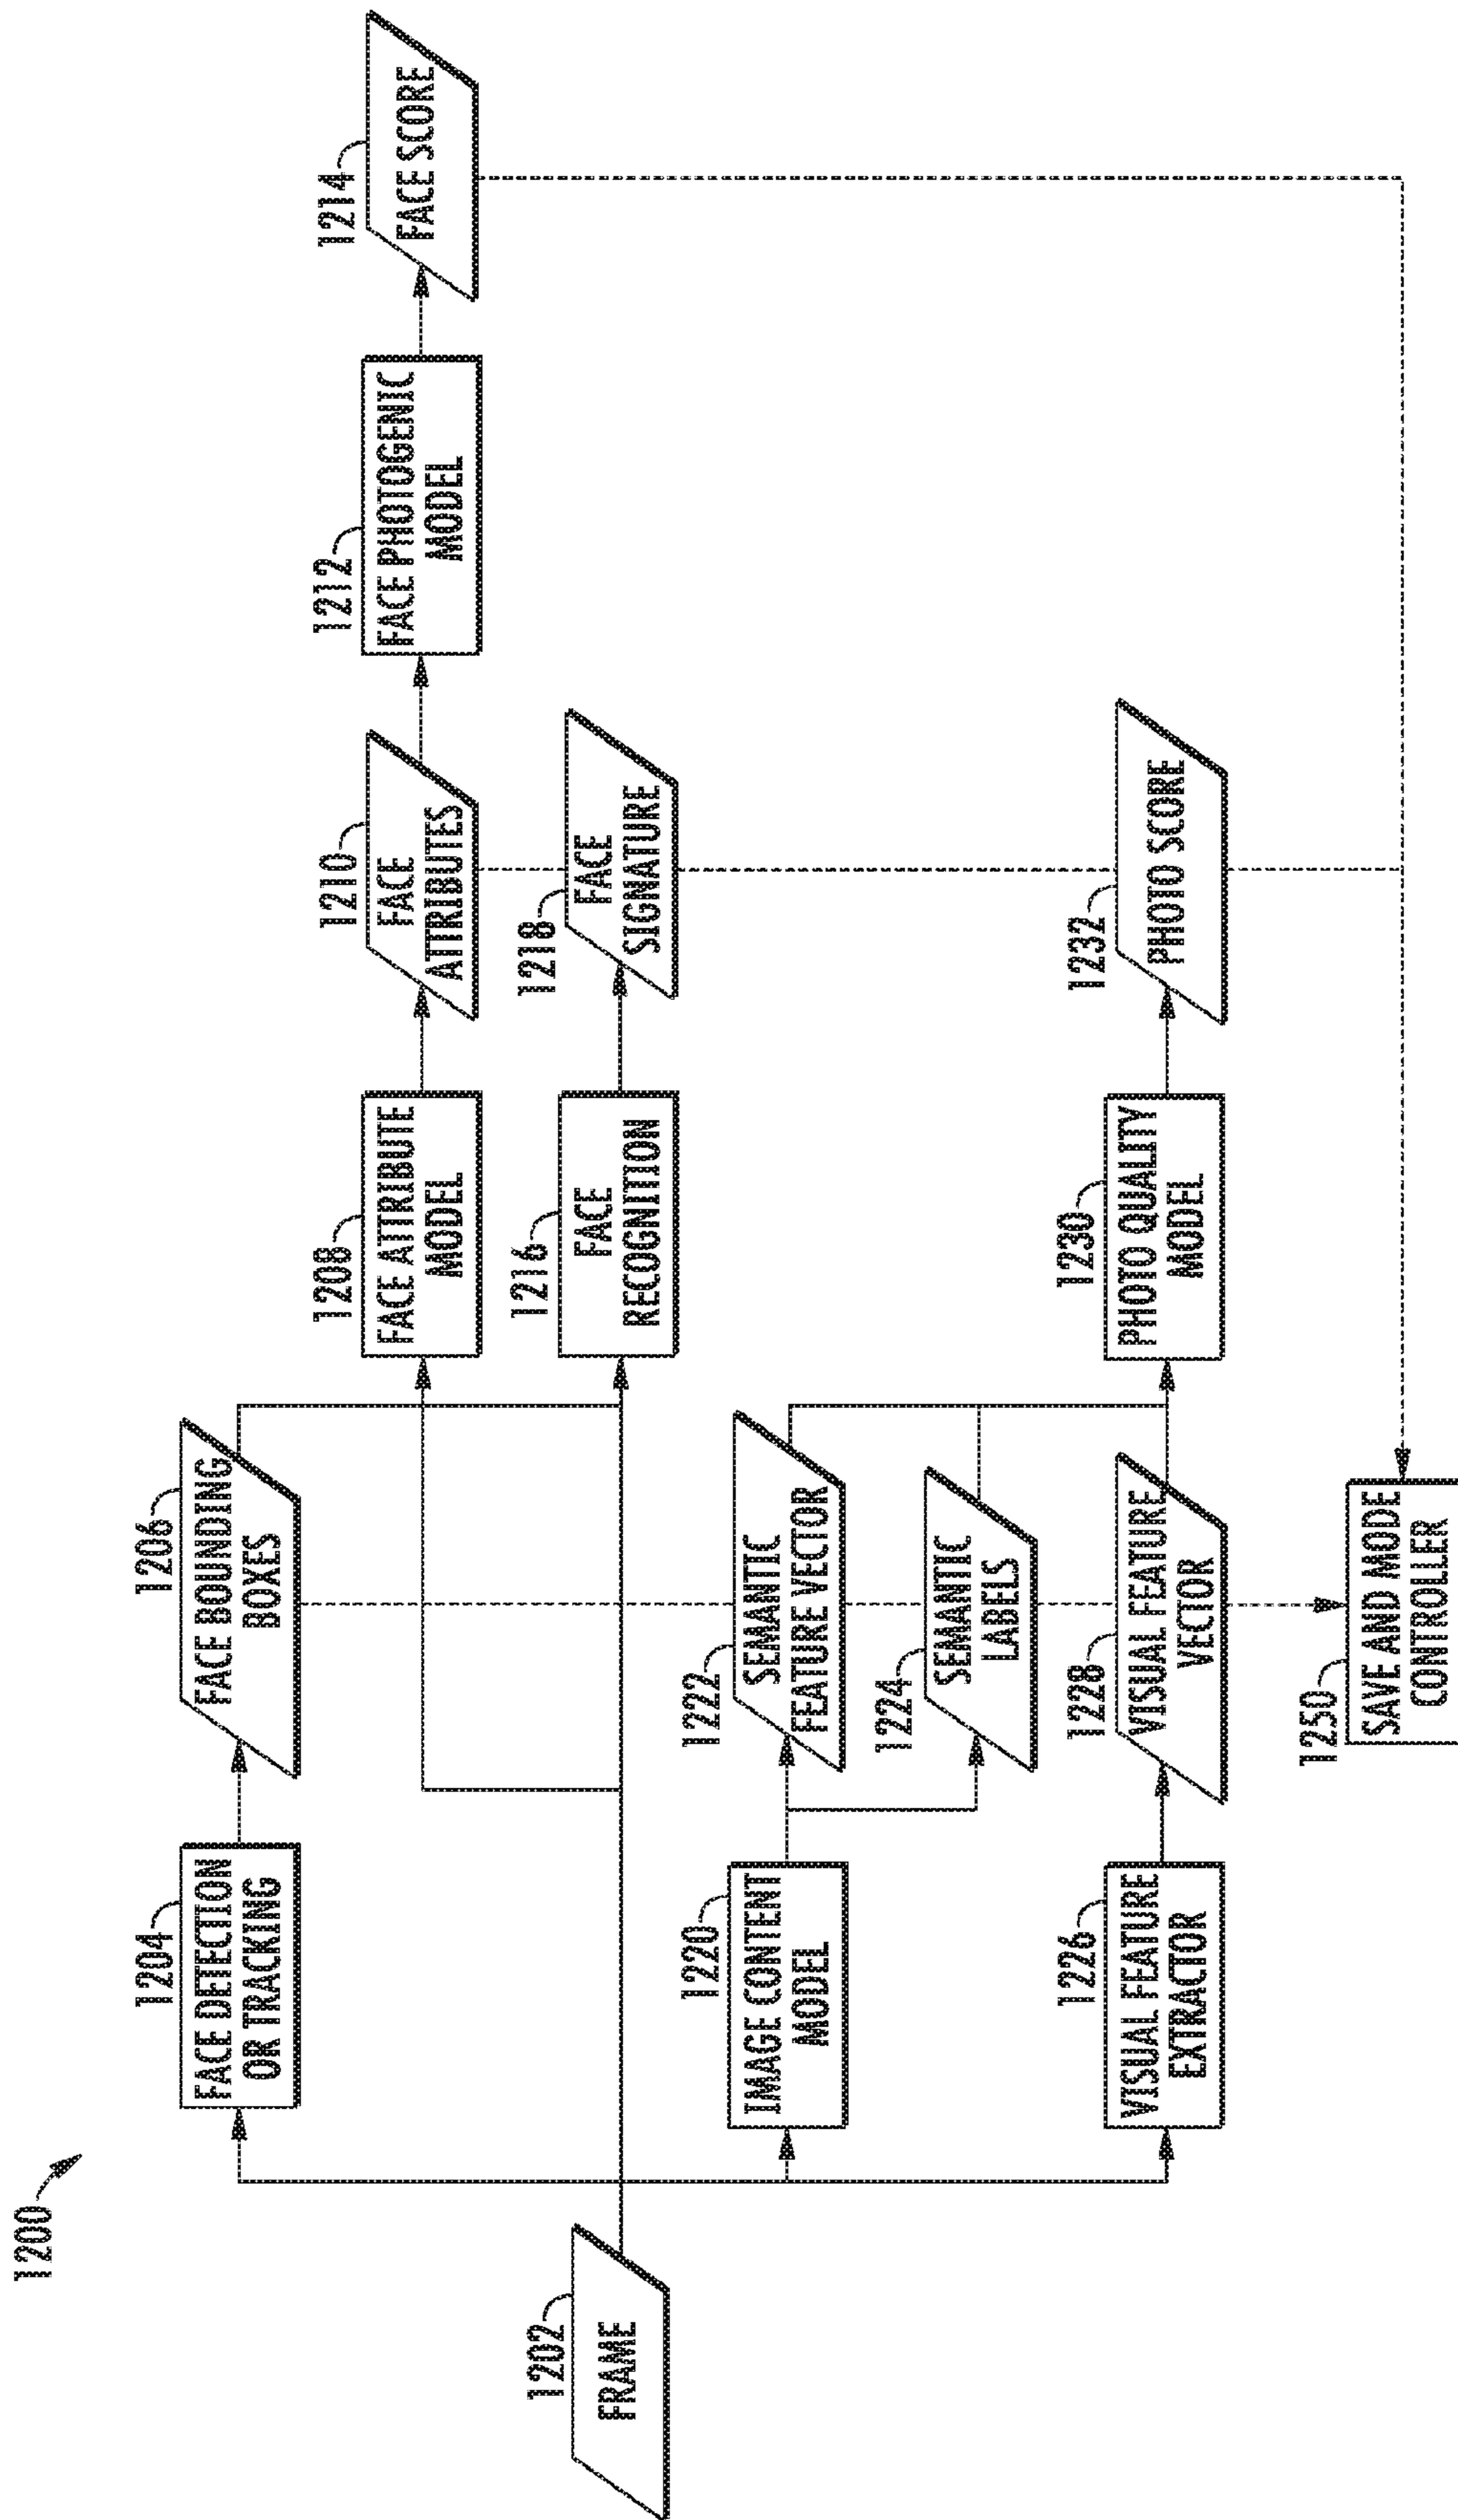 1200
1202
FRAME
1204
FACE DETECTION
OR TRACKING
1206
FACE BOUNDING
BOXES
1208
FACE ATTRIBUTE
MODEL
1210
FACE
ATTRIBUTES
1212
FACE PHOTOGENIC
MODEL
1214
FACE SCORE
1216
FACE
RECOGNITION
1218
FACE
SIGNATURE
1220
IMAGE CONTENT
MODEL
1222
SEMANTIC
FEATURE VECTOR
1224
SEMANTIC
LABELS
1226
VISUAL FEATURE
EXTRACTOR
1228
VISUAL FEATURE
VECTOR
1230
PHOTO QUALITY
MODEL
1232
PHOTO SCORE
1250
SAVE AND MODE
CONTROLLER